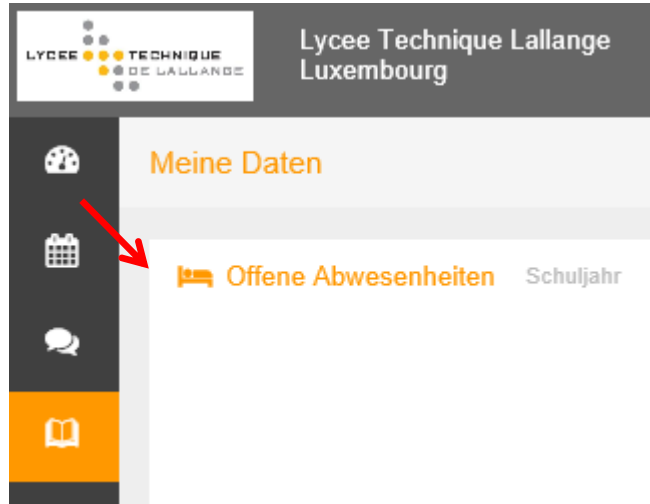 LYCEE TECHNIQUE
DE LALLANGE
Lycee Technique Lallange
Luxembourg
Meine Daten
Offene Abwesenheiten Schuljahr